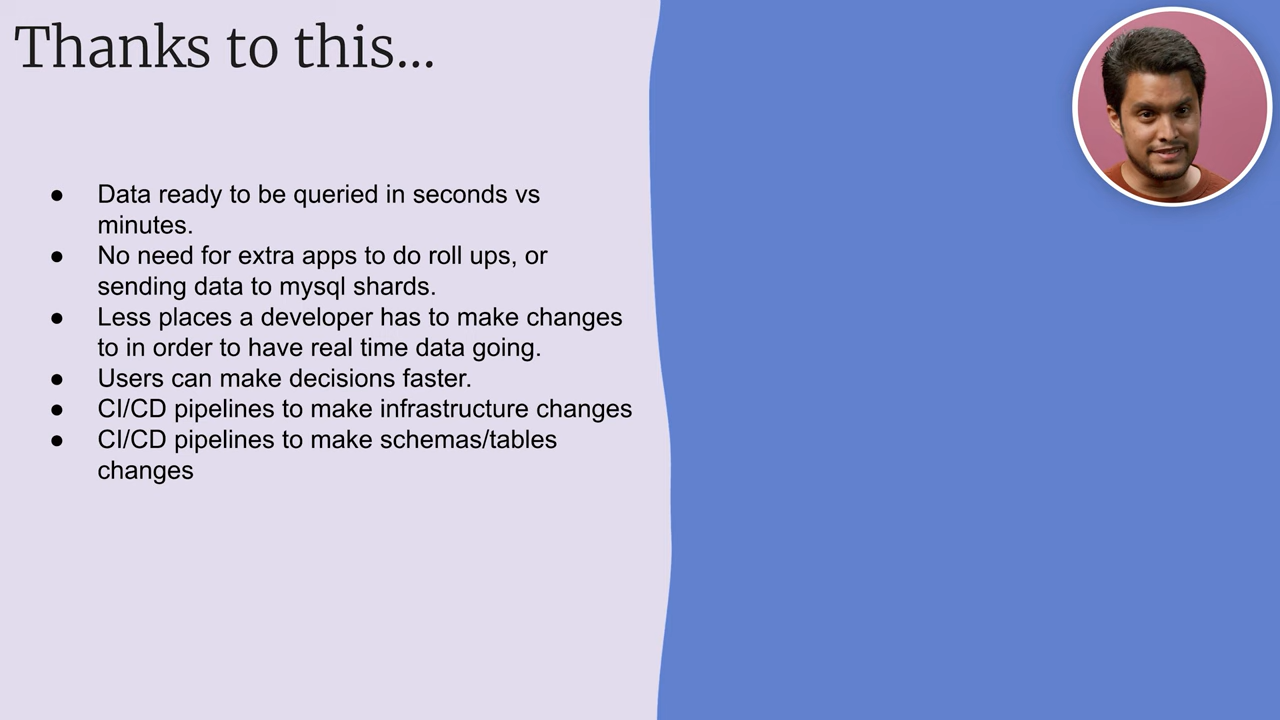 Thanks to this...
● Data ready to be queried in seconds vs
minutes.
● No need for extra apps to do roll ups, or
sending data to mysql shards.
● Less places a developer has to make changes
to in order to have real time data going.
● Users can make decisions faster.
● CI/CD pipelines to make infrastructure changes
● CI/CD pipelines to make schemas/tables
changes